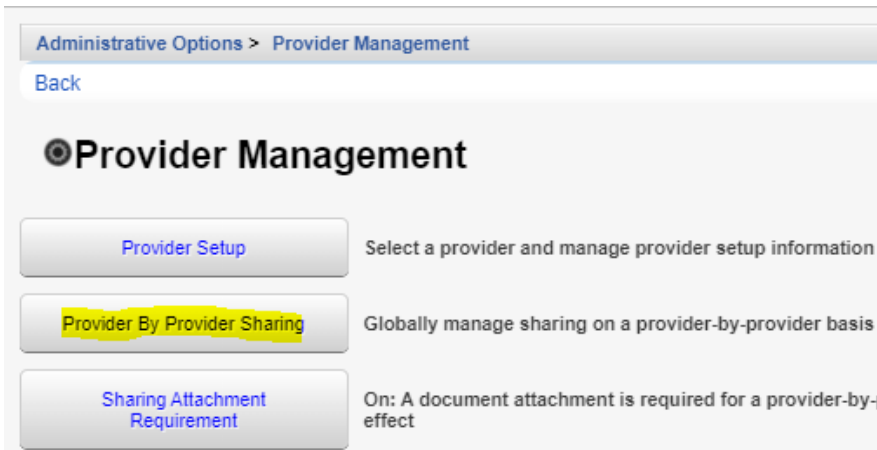 Administrative Options > Provider Management
Back
Provider Management
Provider Setup
Select a provider and manage provider setup information
Provider By Provider Sharing
Globally manage sharing on a provider-by-provider basis
Sharing Attachment
Requirement
On: A document attachment is required for a provider-by-
effect